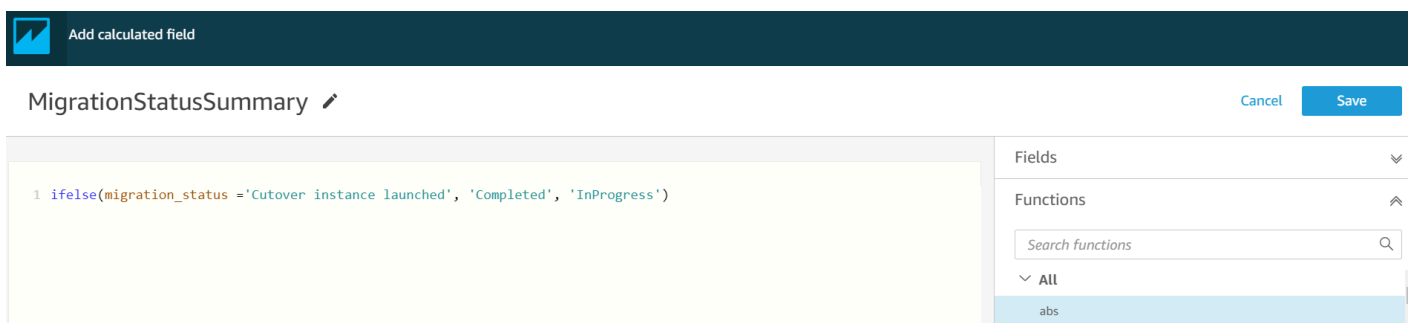 Add calculated field
MigrationStatusSummary
Cancel
Save
1 ifelse(migration_status ='Cutover instance launched', 'Completed', 'InProgress')
Fields
Functions
Search functions
All
abs